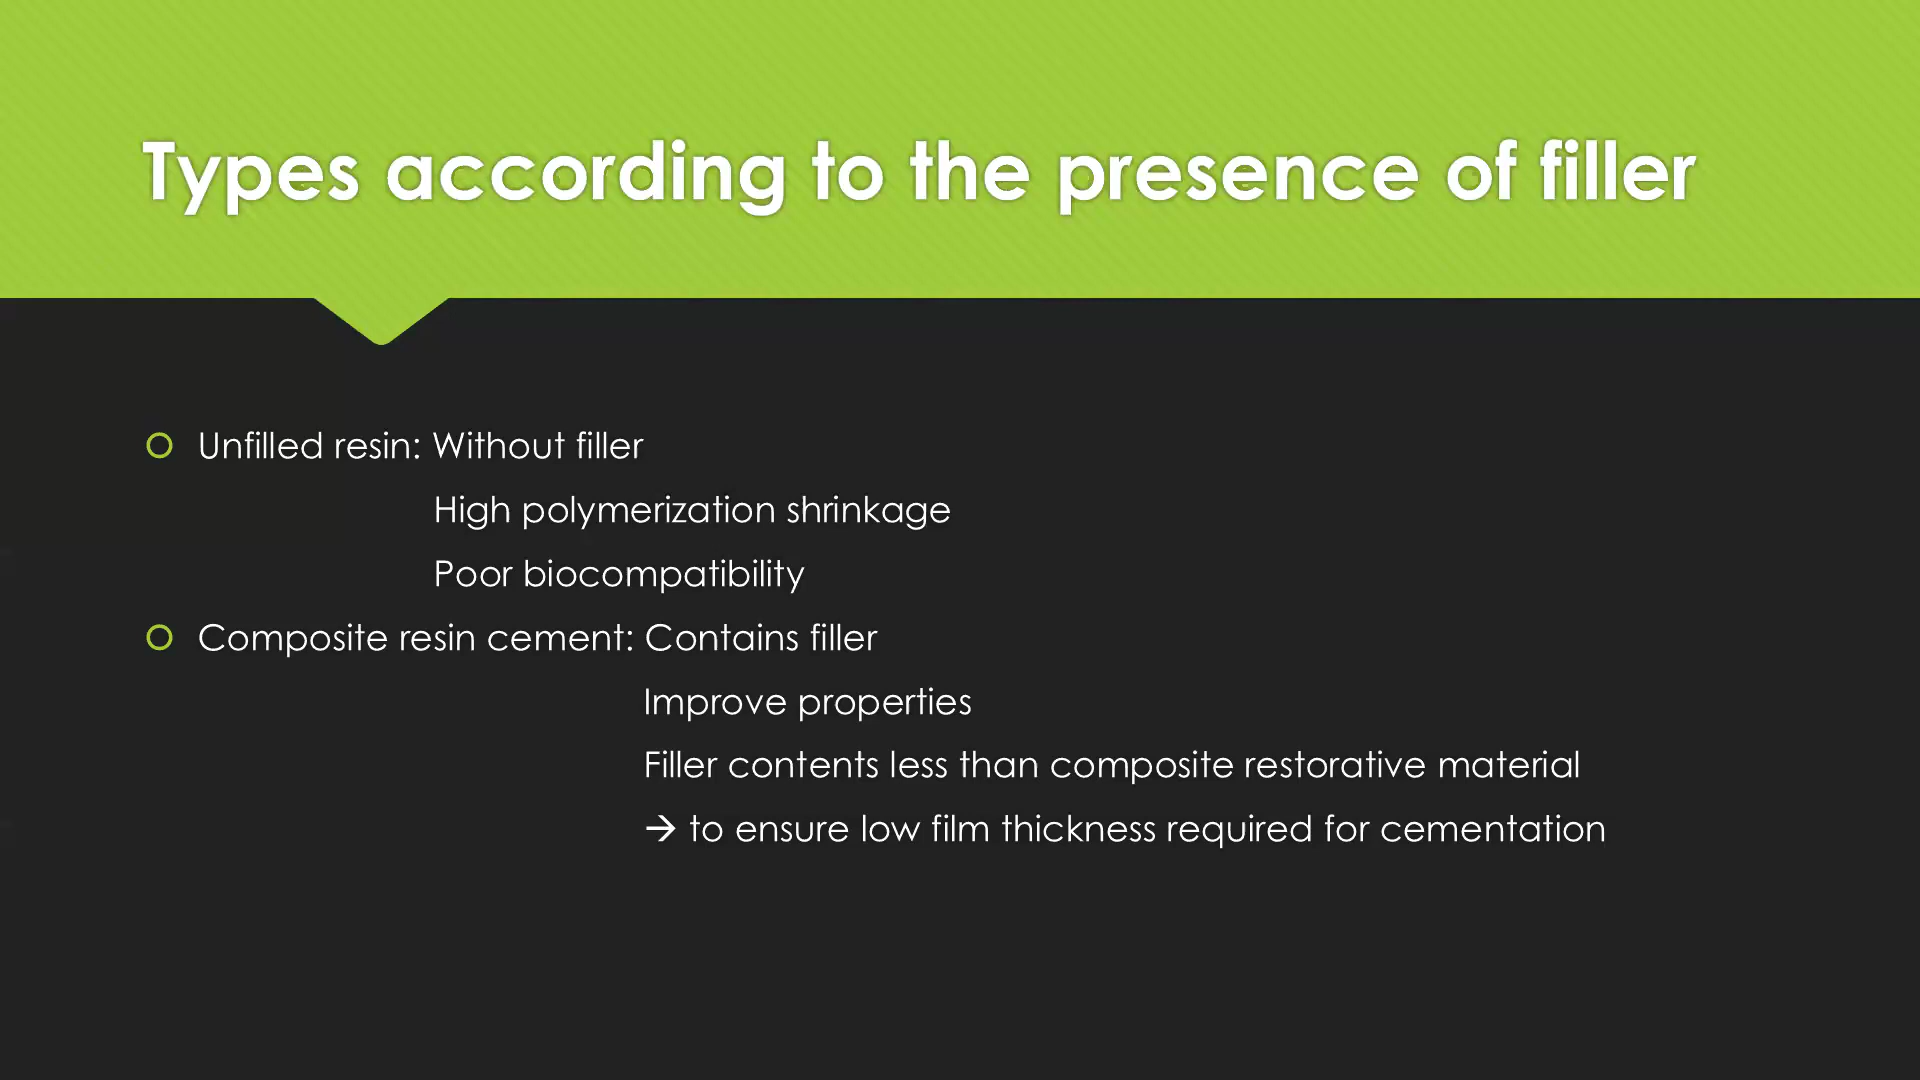 Types according to the presence of filler
Unfilled resin: Without filler
High polymerization shrinkage
Poor biocompatibility
Composite resin cement: Contains filler
Improve properties
Filler contents less than composite restorative material
→ to ensure low film thickness required for cementation